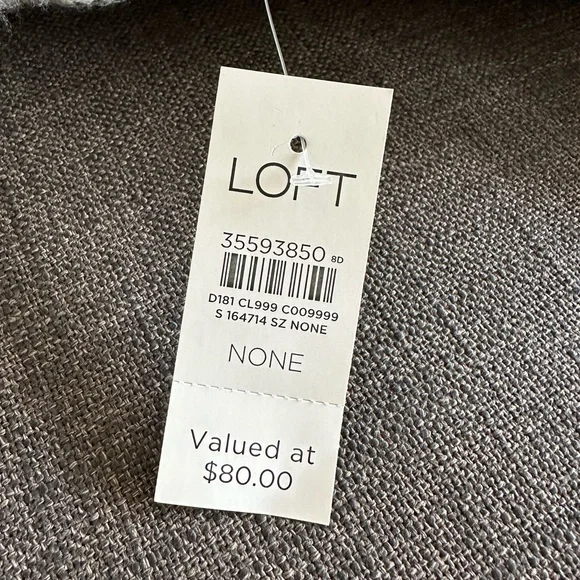 LOFT
35593850 8D
D181 CL999 C009999
S 164714 SZ NONE
NONE
Valued at
$80.00